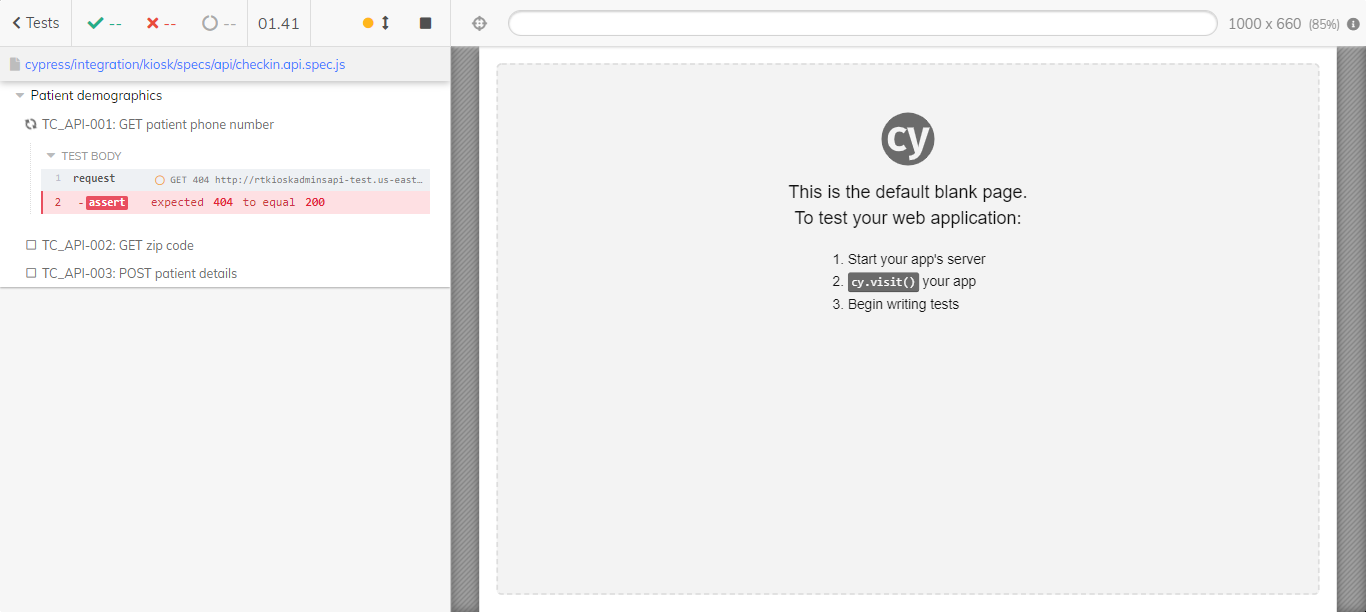 Tests -- -- -- 01.41
cypress/integration/kiosk/specs/api/checkin.api.spec.js
Patient demographics
TC_API-001: GET patient phone number
TEST BODY
1 request GET 404 http://rtkioskadminsapi-test.us-east…
2 -assert expected 404 to equal 200
TC_API-002: GET zip code
TC_API-003: POST patient details
1000 x 660 (85%)
cy
This is the default blank page.
To test your web application:
1. Start your app's server
2. cy.visit() your app
3. Begin writing tests